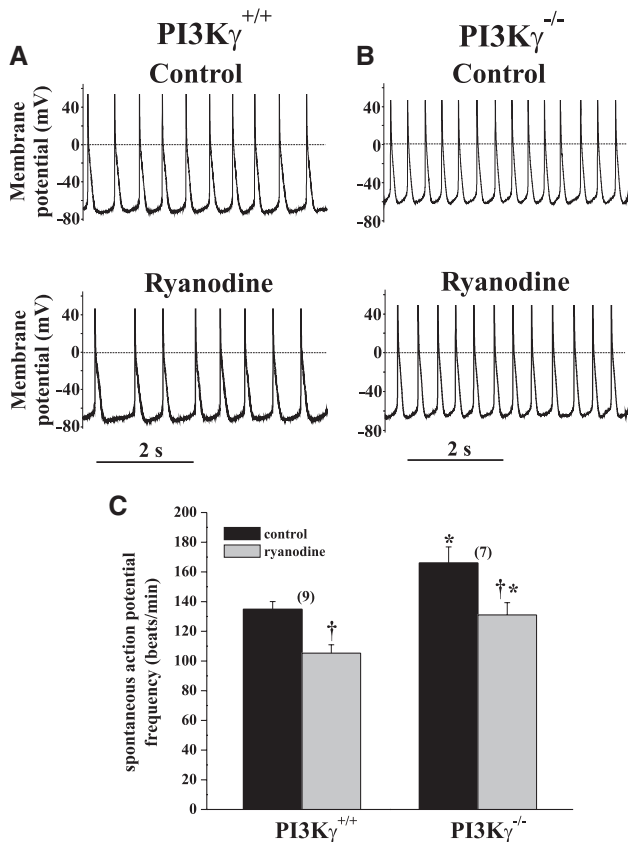 PI3Kγ+/+
PI3Kγ-/-
A
Control
Membrane potential (mV)
40
0
-40
-80
B
Control
40
0
-40
-80
Ryanodine
Membrane potential (mV)
40
0
-40
-80
2 s
Ryanodine
40
0
-40
-80
2 s
C
spontaneous action potential
frequency (beats/min)
200
180
160
140
120
100
80
60
40
20
0
control
ryanodine
(9)
†
*
(7)
†*
PI3Kγ+/+
PI3Kγ-/-